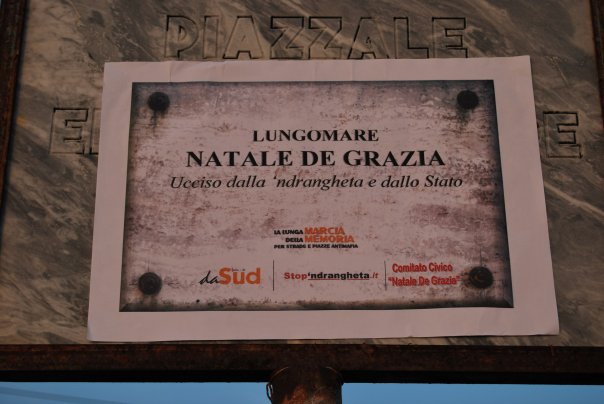 PIAZZALE
LUNGOMARE
NATALE DE GRAZIA
Ucciso dalla 'ndrangheta e dallo Stato
LA LUNGA MARCIA
DELLA MEMORIA
PER STRADE E PIAZZE ANTIMAFIA
daSud
Stop'ndrangheta.it
Comitato Civico
"Natale De Grazia"